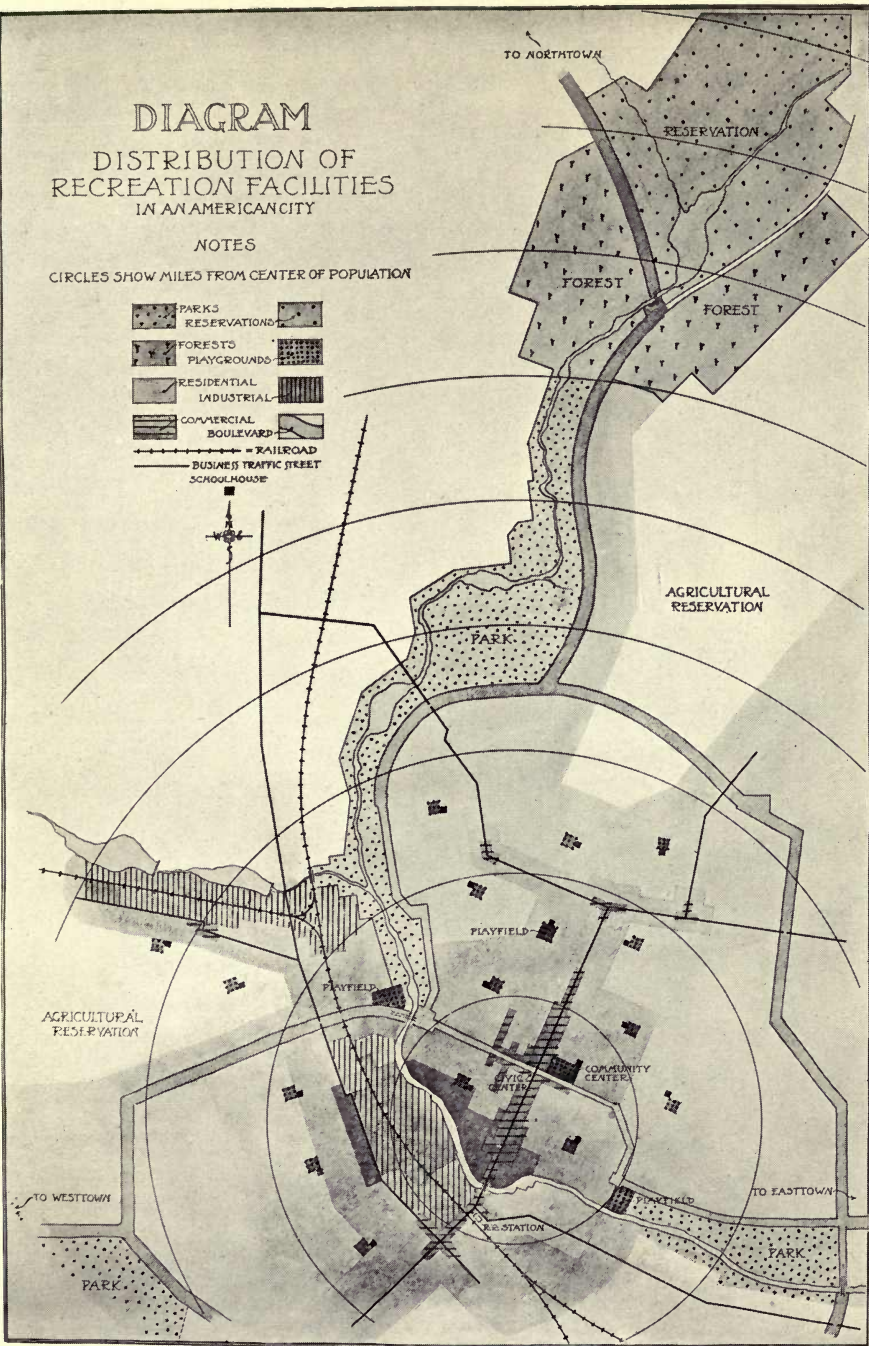 TO NORTHTOWN
DIAGRAM
DISTRIBUTION OF
RECREATION FACILITIES
IN AN AMERICAN CITY
NOTES
CIRCLES SHOW MILES FROM CENTER OF POPULATION
PARKS
RESERVATIONS
FORESTS
PLAYGROUNDS
RESIDENTIAL
INDUSTRIAL
COMMERCIAL
BOULEVARD
= RAILROAD
BUSINESS TRAFFIC STREET
SCHOOLHOUSE
N
W E
S
RESERVATION
FOREST
FOREST
AGRICULTURAL
RESERVATION
PARK
PLAYFIELD
PLAYFIELD
AGRICULTURAL
RESERVATION
CIVIC
CENTER
COMMUNITY
CENTER
TO WESTTOWN
PLAYFIELD
TO EASTTOWN
R.R. STATION
PARK
PARK